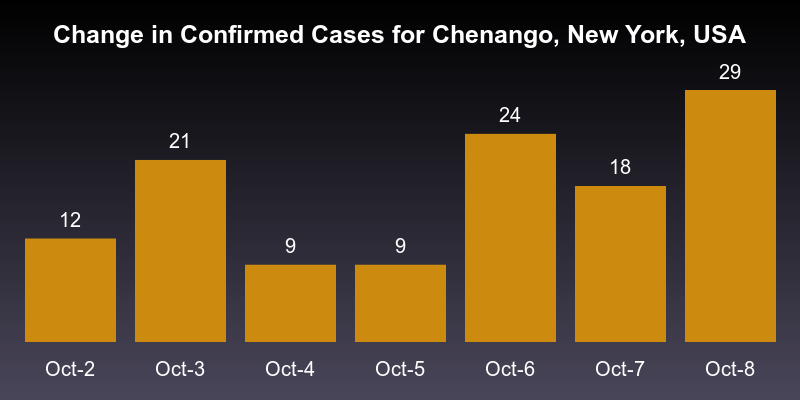 Change in Confirmed Cases for Chenango, New York, USA
29
24
21
18
12
9
9
Oct-2
Oct-3
Oct-4
Oct-5
Oct-6
Oct-7
Oct-8